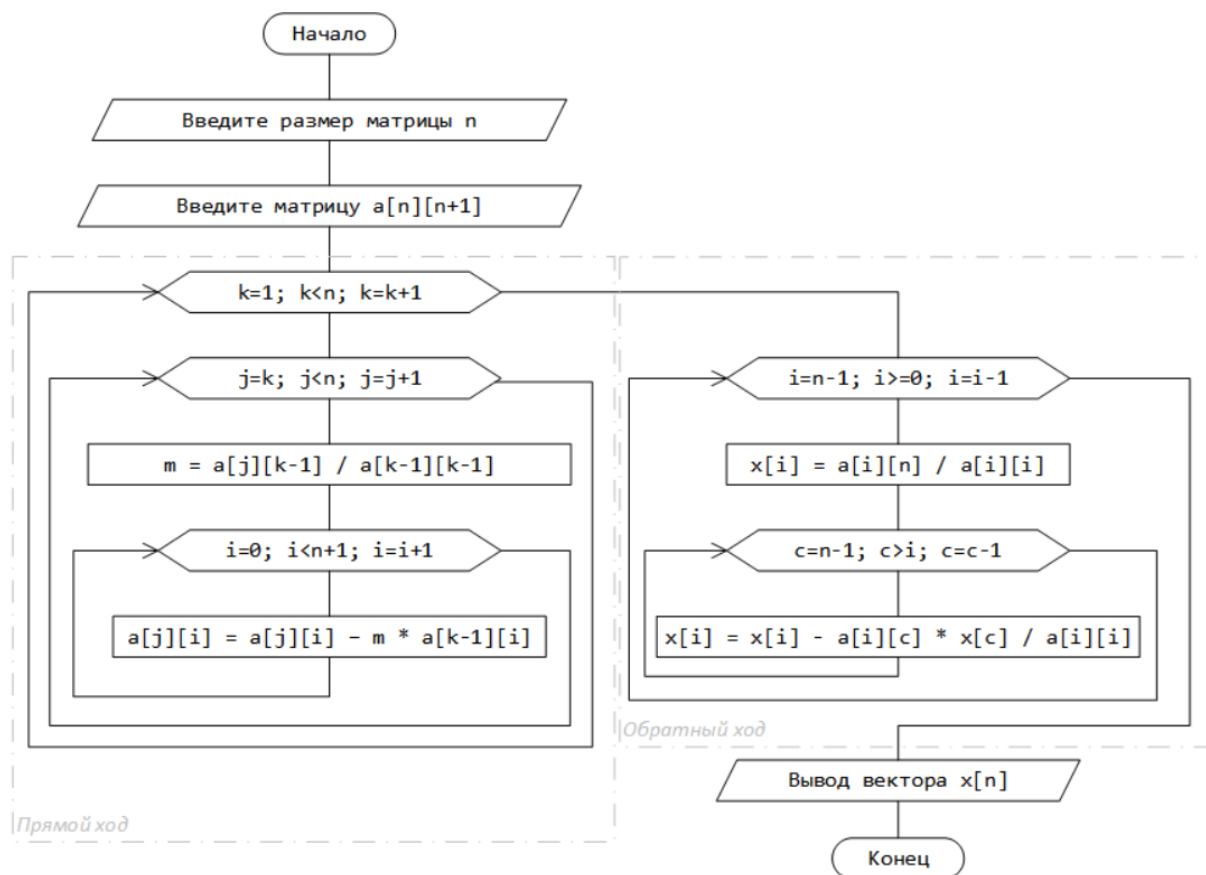 Начало
Введите размер матрицы n
Введите матрицу a[n][n+1]
k=1; k<n; k=k+1
j=k; j<n; j=j+1
m = a[j][k-1] / a[k-1][k-1]
i=0; i<n+1; i=i+1
a[j][i] = a[j][i] – m * a[k-1][i]
Прямой ход
i=n-1; i>=0; i=i-1
x[i] = a[i][n] / a[i][i]
c=n-1; c>i; c=c-1
x[i] = x[i] - a[i][c] * x[c] / a[i][i]
Обратный ход
Вывод вектора x[n]
Конец